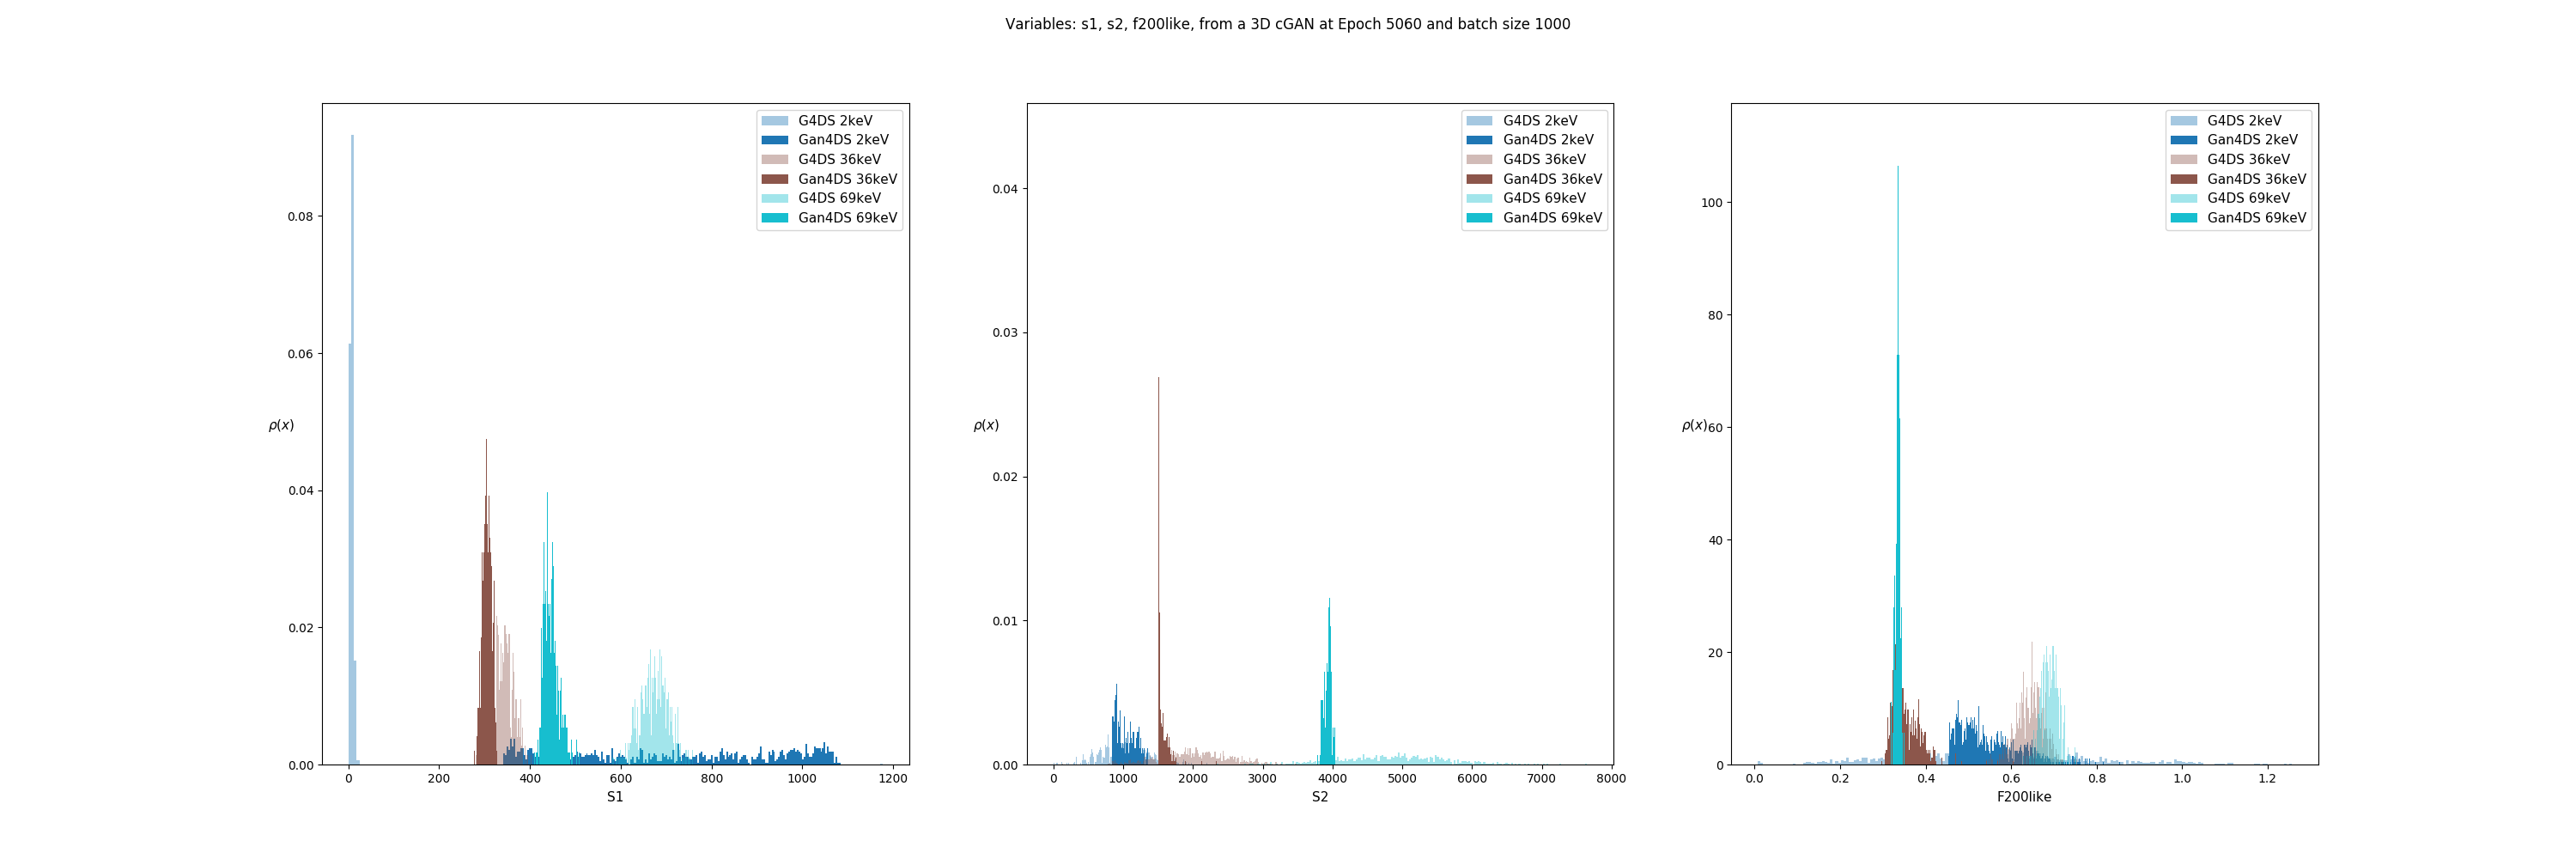 Variables: s1, s2, f200like, from a 3D cGAN at Epoch 5060 and batch size 1000
G4DS 2keV
Gan4DS 2keV
G4DS 36keV
Gan4DS 36keV
G4DS 69keV
Gan4DS 69keV
0.08
0.06
0.04
0.02
0.00
ρ(x)
0 200 400 600 800 1000 1200
S1
G4DS 2keV
Gan4DS 2keV
G4DS 36keV
Gan4DS 36keV
G4DS 69keV
Gan4DS 69keV
0.04
0.03
0.02
0.01
0.00
ρ(x)
0 1000 2000 3000 4000 5000 6000 7000 8000
S2
G4DS 2keV
Gan4DS 2keV
G4DS 36keV
Gan4DS 36keV
G4DS 69keV
Gan4DS 69keV
100
80
60
40
20
0
ρ(x)
0.0 0.2 0.4 0.6 0.8 1.0 1.2
F200like